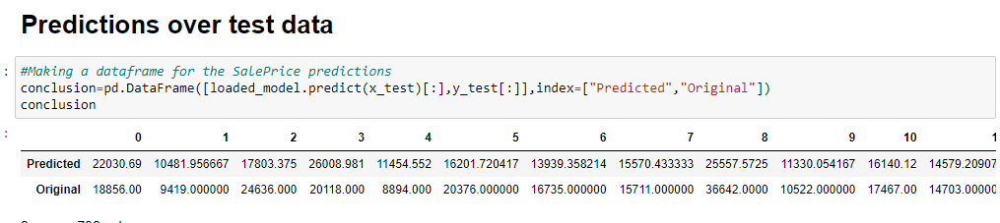 Predictions over test data
: #Making a dataframe for the SalePrice predictions
conclusion=pd.DataFrame([loaded_model.predict(x_test)[:],y_test[:]],index=["Predicted","Original"])
conclusion
: 0 1 2 3 4 5 6 7 8 9 10
Predicted 22030.69 10481.956667 17803.375 26008.981 11454.552 16201.720417 13939.358214 15570.433333 25557.5725 11330.054167 16140.12 14579.20907
Original 18856.00 9419.000000 24636.000 20118.000 8894.000 20376.000000 16735.000000 15711.000000 36642.0000 10522.000000 17467.00 14703.00000